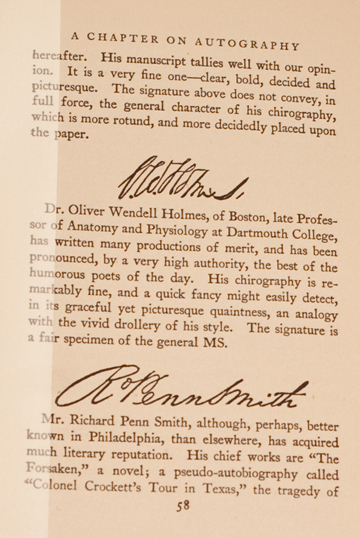 A CHAPTER ON AUTOGRAPHY
hereafter. His manuscript tallies well with our opin-
ion. It is a very fine one—clear, bold, decided and
picturesque. The signature above does not convey, in
full force, the general character of his chirography,
which is more rotund, and more decidedly placed upon
the paper.
Dr. Oliver Wendell Holmes, of Boston, late Profes-
sor of Anatomy and Physiology at Dartmouth College,
has written many productions of merit, and has been
pronounced, by a very high authority, the best of the
humorous poets of the day. His chirography is re-
markably fine, and a quick fancy might easily detect,
in its graceful yet picturesque quaintness, an analogy
with the vivid drollery of his style. The signature is
a fair specimen of the general MS.
R Penn Smith
Mr. Richard Penn Smith, although, perhaps, better
known in Philadelphia, than elsewhere, has acquired
much literary reputation. His chief works are “The
Forsaken,” a novel; a pseudo-autobiography called
“Colonel Crockett's Tour in Texas,” the tragedy of
58